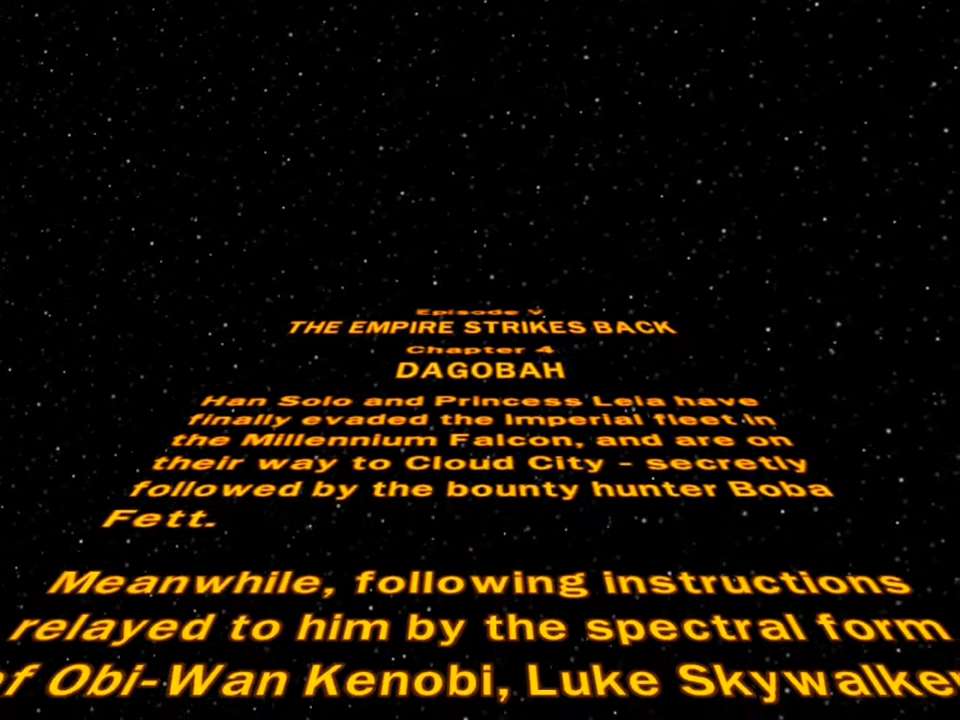 Episode V
THE EMPIRE STRIKES BACK
Chapter 4
DAGOBAH
Han Solo and Princess Leia have
finally evaded the Imperial fleet in
the Millennium Falcon, and are on
their way to Cloud City - secretly
followed by the bounty hunter Boba
Fett.
Meanwhile, following instructions
relayed to him by the spectral form
of Obi-Wan Kenobi, Luke Skywalker